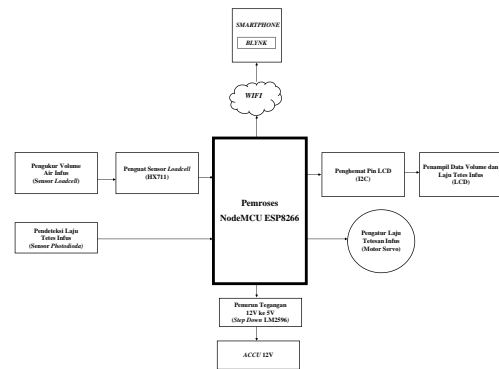 SMARTPHONE
BLYNK
WIFI
Pengukur Volume
Air Infus
(Sensor Loadcell)
Penguat Sensor Loadcell
(HX711)
Pemroses
NodeMCU ESP8266
Penghemat Pin LCD
(I2C)
Penampil Data Volume dan
Laju Tetes Infus
(LCD)
Pendeteksi Laju
Tetes Infus
(Sensor Photodioda)
Pengatur Laju
Tetesan Infus
(Motor Servo)
Penurun Tegangan
12V ke 5V
(Step Down LM2596)
ACCU 12V